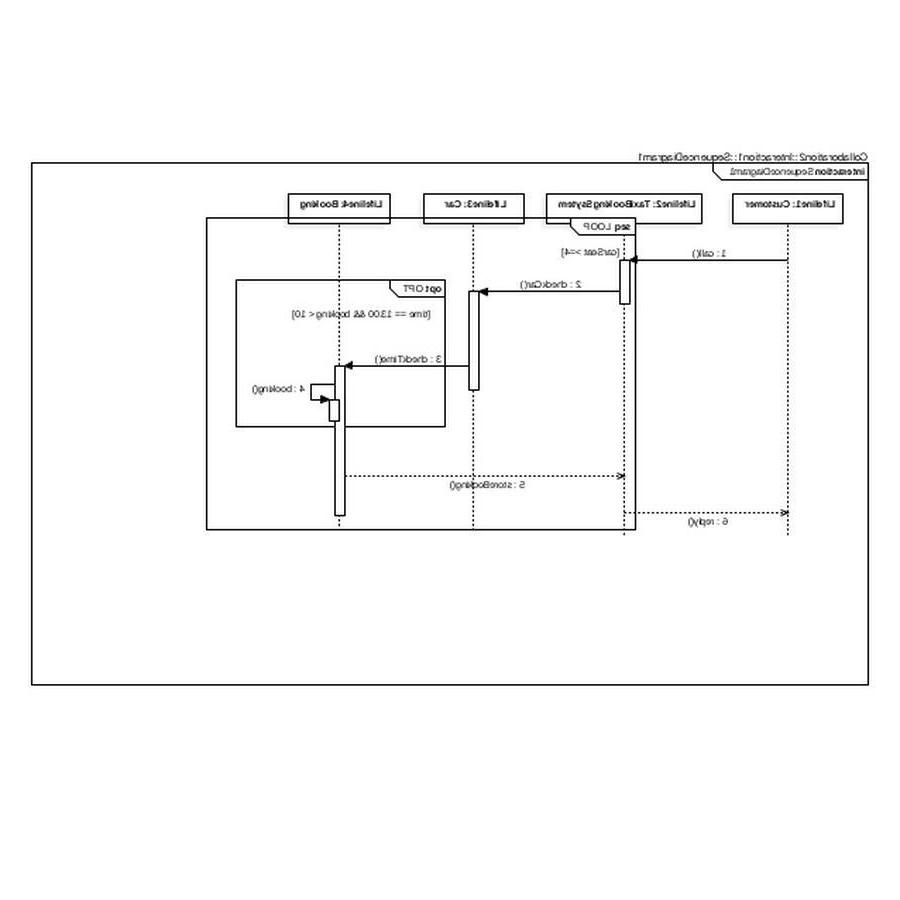 Collaboration2::Interaction1::SequenceDiagram1
interaction SequenceDiagram1
Lifeline1: Customer
Lifeline2: TaxiBookingSsytem
Lifeline3: Car
Lifeline4: Booking
seq LOOP
[carSeat >=4]
1 : call()
2 : checkCar()
opt OPT
[time == 13.00 && booking < 10]
3 : checkTime()
4 : booking()
5 : storeBooking()
6 : reply()